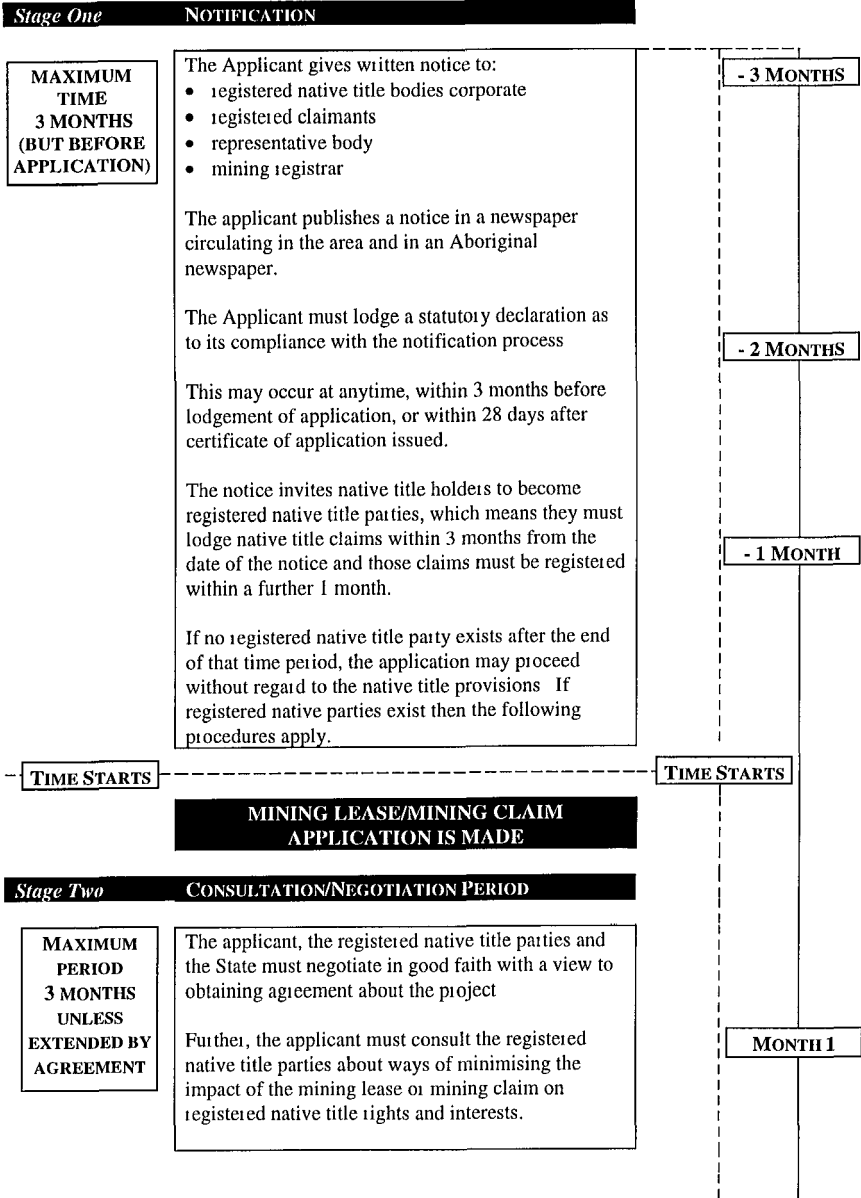 Stage One NOTIFICATION
MAXIMUM
TIME
3 MONTHS
(BUT BEFORE
APPLICATION)
The Applicant gives written notice to:
• registered native title bodies corporate
• registered claimants
• representative body
• mining registrar
The applicant publishes a notice in a newspaper
circulating in the area and in an Aboriginal
newspaper.
The Applicant must lodge a statutory declaration as
to its compliance with the notification process
This may occur at anytime, within 3 months before
lodgement of application, or within 28 days after
certificate of application issued.
The notice invites native title holders to become
registered native title parties, which means they must
lodge native title claims within 3 months from the
date of the notice and those claims must be registered
within a further 1 month.
If no registered native title party exists after the end
of that time period, the application may proceed
without regard to the native title provisions If
registered native parties exist then the following
procedures apply.
- 3 MONTHS
- 2 MONTHS
- 1 MONTH
TIME STARTS
TIME STARTS
MINING LEASE/MINING CLAIM
APPLICATION IS MADE
Stage Two CONSULTATION/NEGOTIATION PERIOD
MAXIMUM
PERIOD
3 MONTHS
UNLESS
EXTENDED BY
AGREEMENT
The applicant, the registered native title parties and
the State must negotiate in good faith with a view to
obtaining agreement about the project
Further, the applicant must consult the registered
native title parties about ways of minimising the
impact of the mining lease or mining claim on
registered native title rights and interests.
MONTH 1